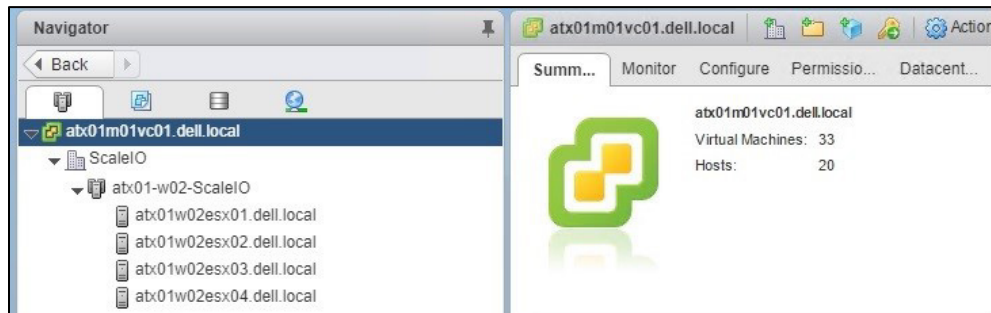 Navigator
Back
atx01m01vc01.dell.local
ScaleIO
atx01-w02-ScaleIO
atx01w02esx01.dell.local
atx01w02esx02.dell.local
atx01w02esx03.dell.local
atx01w02esx04.dell.local
atx01m01vc01.dell.local Action
Summ... Monitor Configure Permissio... Datacent...
atx01m01vc01.dell.local
Virtual Machines: 33
Hosts: 20